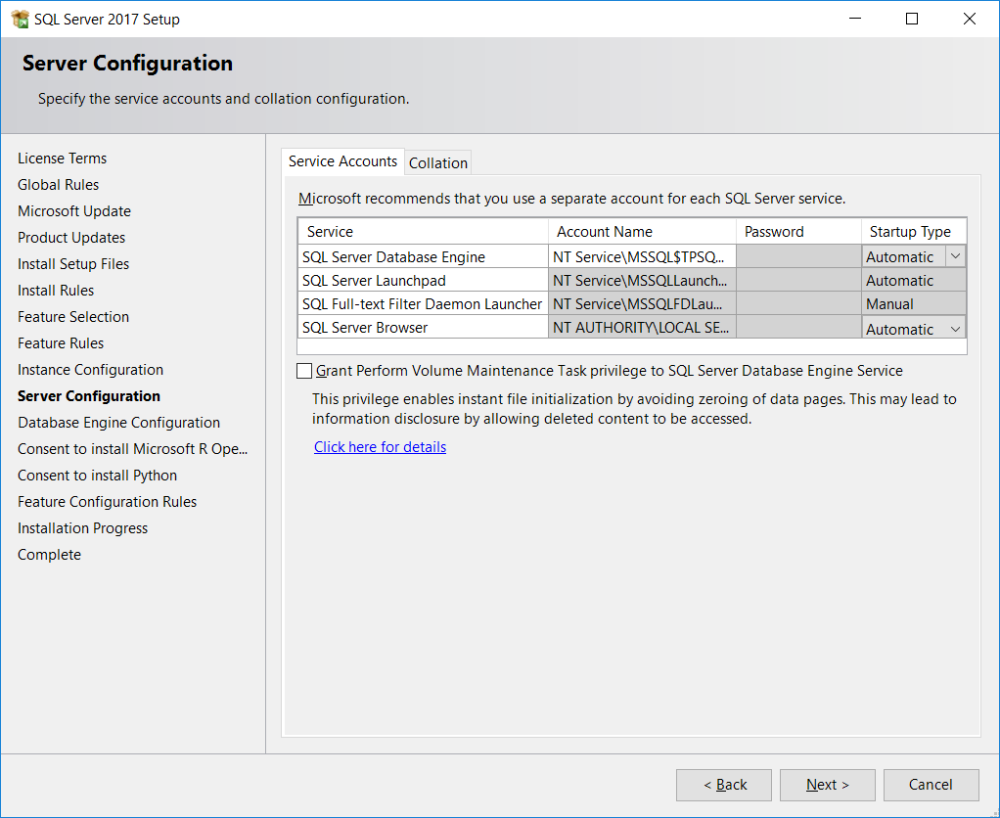 SQL Server 2017 Setup
Server Configuration
Specify the service accounts and collation configuration.
License Terms
Global Rules
Microsoft Update
Product Updates
Install Setup Files
Install Rules
Feature Selection
Feature Rules
Instance Configuration
Server Configuration
Database Engine Configuration
Consent to install Microsoft R Ope...
Consent to install Python
Feature Configuration Rules
Installation Progress
Complete
Service Accounts Collation
Microsoft recommends that you use a separate account for each SQL Server service.
Service Account Name Password Startup Type
SQL Server Database Engine NT Service\MSSQL$TPSQ... Automatic
SQL Server Launchpad NT Service\MSSQLLaunch... Automatic
SQL Full-text Filter Daemon Launcher NT Service\MSSQLFDLau... Manual
SQL Server Browser NT AUTHORITY\LOCAL SE... Automatic
Grant Perform Volume Maintenance Task privilege to SQL Server Database Engine Service
This privilege enables instant file initialization by avoiding zeroing of data pages. This may lead to
information disclosure by allowing deleted content to be accessed.
Click here for details
< Back Next > Cancel